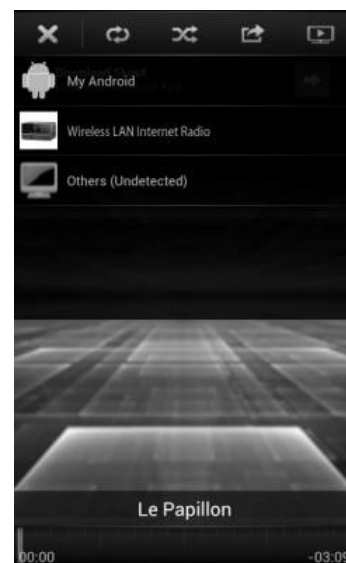 My Android
Wireless LAN Internet Radio
Others (Undetected)
Le Papillon
00:00
-03:09